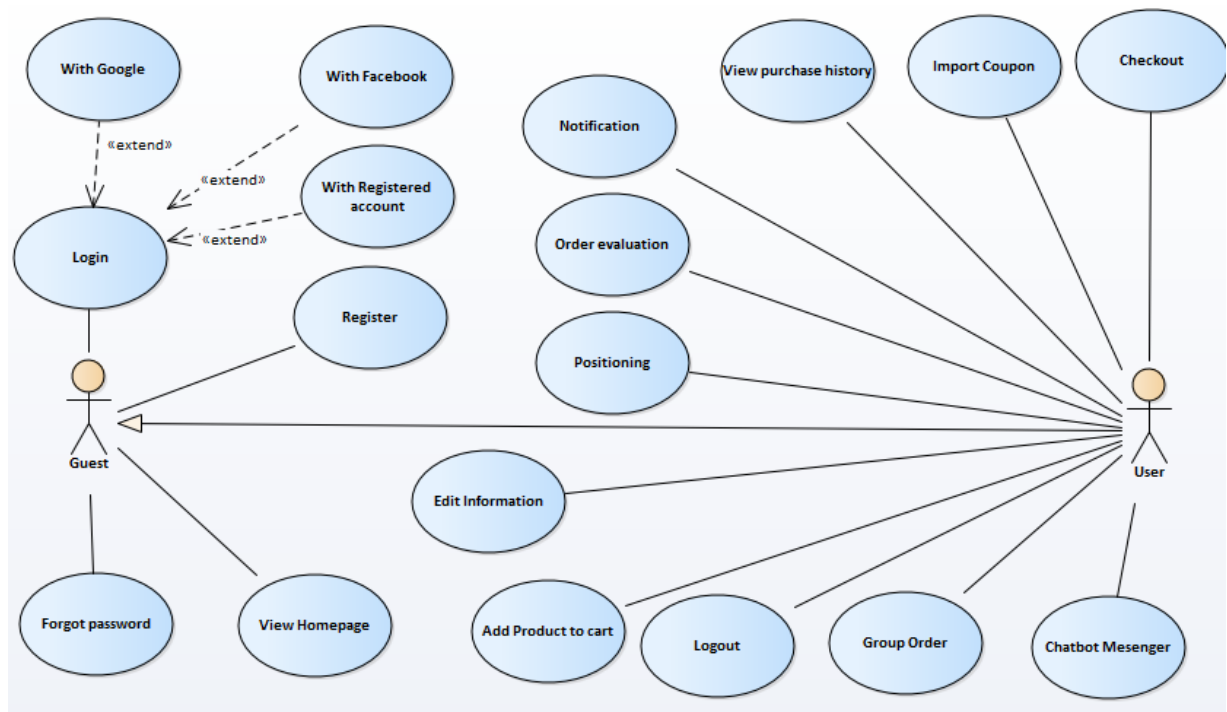 With Google
With Facebook
View purchase history
Import Coupon
Checkout
Notification
«extend»
«extend»
With Registered
account
«extend»
Login
Order evaluation
Register
Positioning
Guest
User
Edit Information
Forgot password
View Homepage
Add Product to cart
Logout
Group Order
Chatbot Mesenger